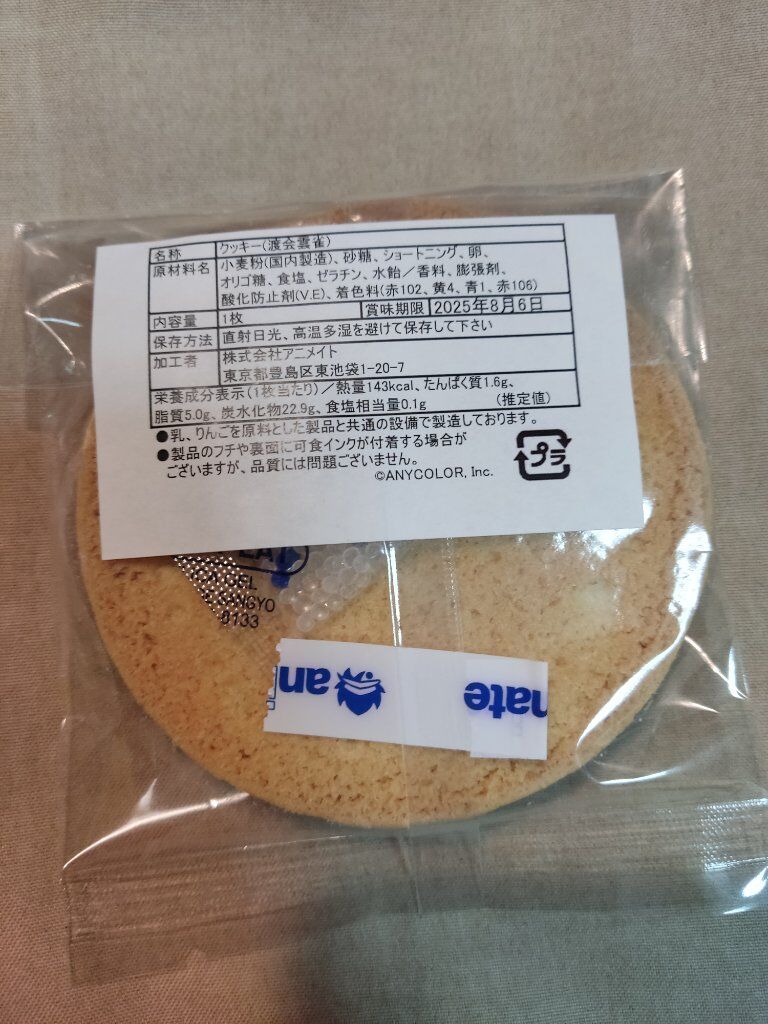 名称 クッキー(渡会雲雀)
原材料名 小麦粉(国内製造)、砂糖、ショートニング、卵、
オリゴ糖、食塩、ゼラチン、水飴／香料、膨張剤、
酸化防止剤(V.E)、着色料(赤102、黄4、青1、赤106)
内容量 1枚 賞味期限 2025年8月6日
保存方法 直射日光、高温多湿を避けて保存して下さい
加工者 株式会社アニメイト
東京都豊島区東池袋1-20-7
栄養成分表示(1枚当たり)／熱量143kcal、たんぱく質1.6g、
脂質5.0g、炭水化物22.9g、食塩相当量0.1g (推定値)
●乳、りんごを原料とした製品と共通の設備で製造しております。
●製品のフチや裏面に可食インクが付着する場合が
ございますが、品質には問題ございません。
©ANYCOLOR, Inc.
プラ
GEL
0133
an
mate